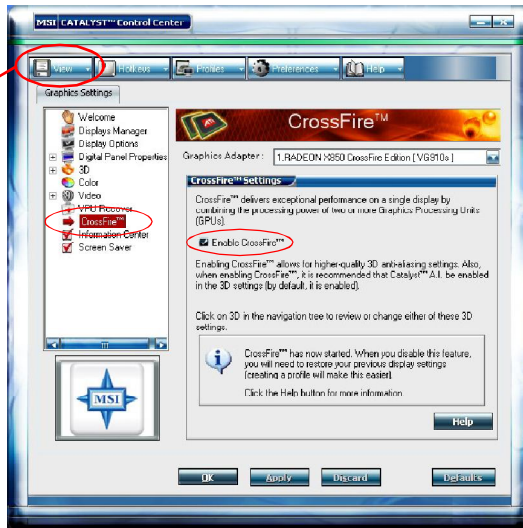 MSI CATALYST™ Control Center
View
Hotkeys
Profiles
Preferences
Help
Graphics Settings
Welcome
Displays Manager
Display Options
Digital Panel Properties
3D
Color
Video
VPU Recover
CrossFire™
Information Center
Screen Saver
MSI
CrossFire™
Graphics Adapter:
1.RADEON X850 CrossFire Edition [VG910s]
CrossFire™ Settings
CrossFire™ delivers exceptional performance on a single display by
combining the processing power of two or more Graphics Processing Units
(GPUs).
Enable CrossFire™
Enabling CrossFire™ allows for higher-quality 3D anti-aliasing settings. Also,
when enabling CrossFire™, it is recommended that Catalyst™ A.I. be enabled
in the 3D settings (by default, it is enabled).
Click on 3D in the navigation tree to review or change either of these 3D
settings.
CrossFire™ has now started. When you disable this feature,
you will need to restore your previous display settings
(creating a profile will make this easier).
Click the Help button for more information.
Help
OK
Apply
Discard
Defaults